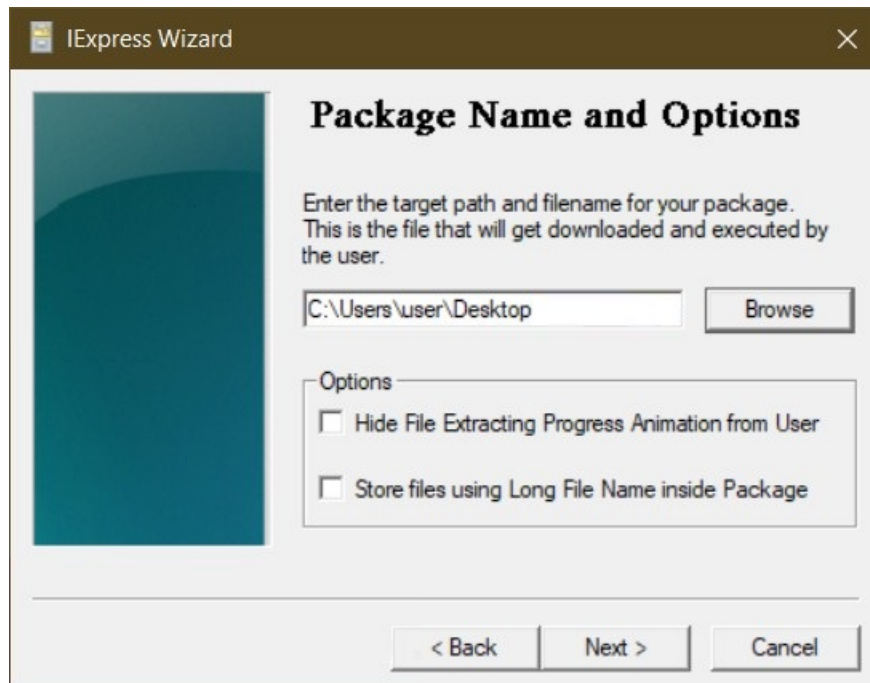 IExpress Wizard
Package Name and Options
Enter the target path and filename for your package.
This is the file that will get downloaded and executed by
the user.
C:\Users\user\Desktop
Browse
Options
Hide File Extracting Progress Animation from User
Store files using Long File Name inside Package
< Back
Next >
Cancel